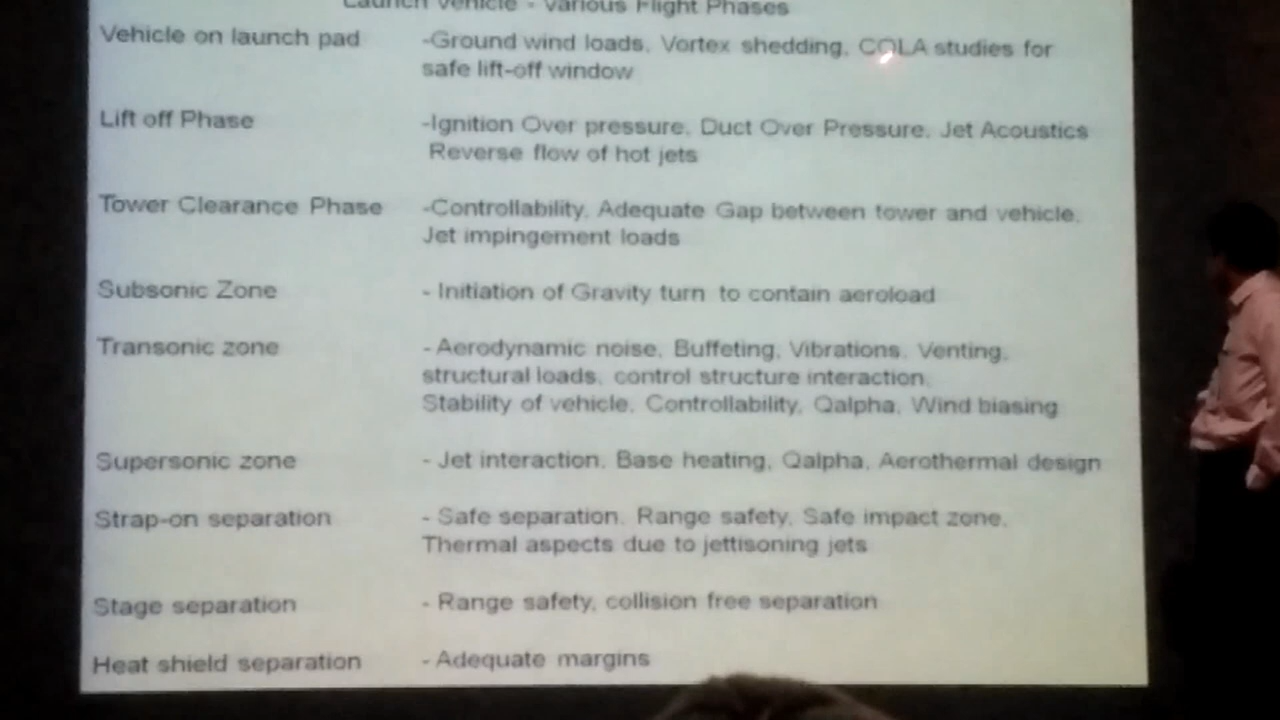 Launch Vehicle - Various Flight Phases
Vehicle on launch pad -Ground wind loads, Vortex shedding, COLA studies for
safe lift-off window
Lift off Phase -Ignition Over pressure, Duct Over Pressure, Jet Acoustics
Reverse flow of hot jets
Tower Clearance Phase -Controllability, Adequate Gap between tower and vehicle,
Jet impingement loads
Subsonic Zone - Initiation of Gravity turn to contain aeroload
Transonic zone - Aerodynamic noise, Buffeting, Vibrations, Venting,
structural loads, control structure interaction,
Stability of vehicle, Controllability, Qalpha, Wind biasing
Supersonic zone - Jet interaction, Base heating, Qalpha, Aerothermal design
Strap-on separation - Safe separation, Range safety, Safe impact zone,
Thermal aspects due to jettisoning jets
Stage separation - Range safety, collision free separation
Heat shield separation - Adequate margins